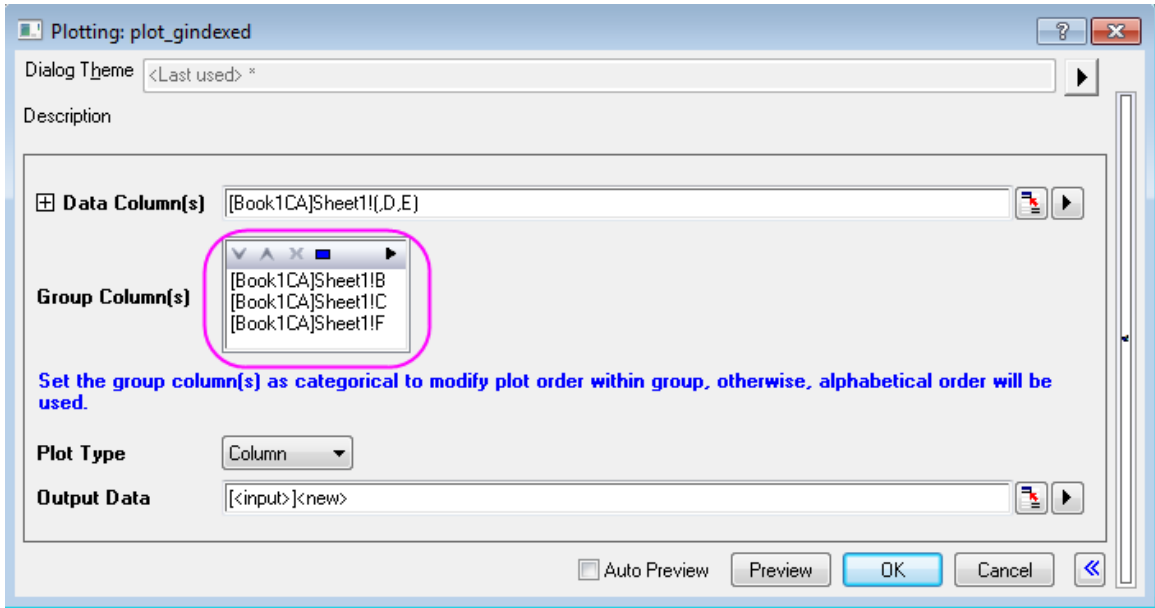 Plotting: plot_gindexed
Dialog Theme <Last used> *
Description
Data Column(s) [Book1CA]Sheet1!(,D,E)
[Book1CA]Sheet1!B
Group Column(s) [Book1CA]Sheet1!C
[Book1CA]Sheet1!F
Set the group column(s) as categorical to modify plot order within group, otherwise, alphabetical order will be
used.
Plot Type Column
Output Data [<input>]<new>
Auto Preview Preview OK Cancel